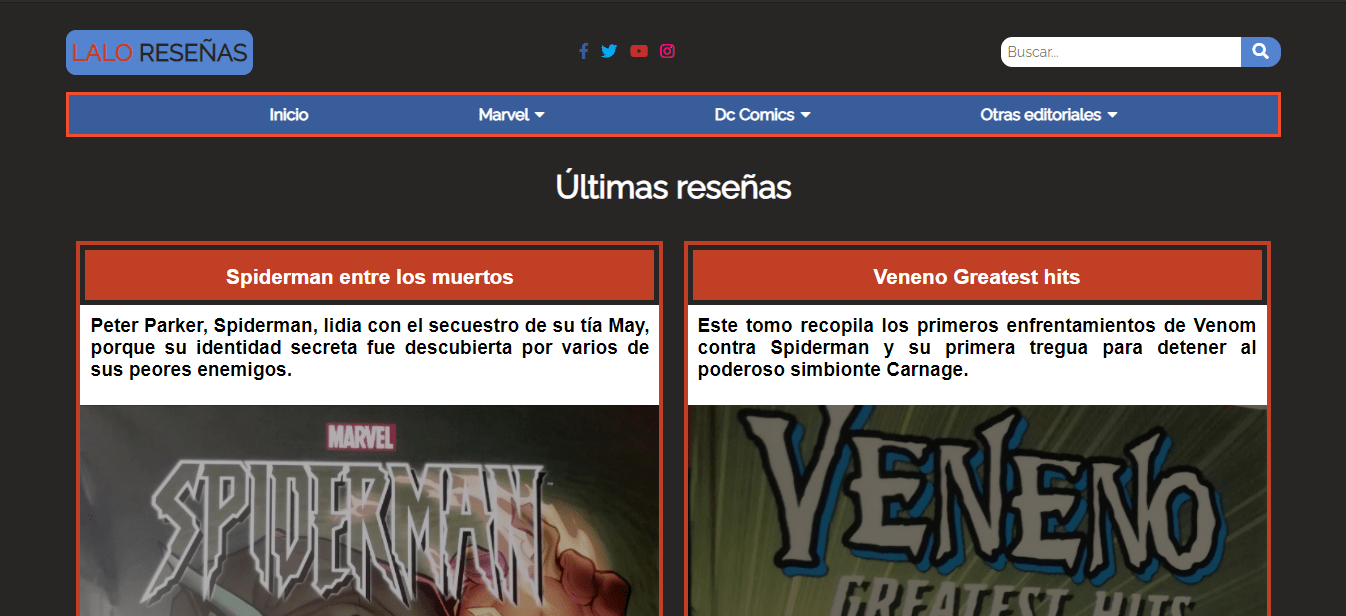 LALO RESEÑAS
Buscar...
Inicio
Marvel
Dc Comics
Otras editoriales
Últimas reseñas
Spiderman entre los muertos
Peter Parker, Spiderman, lidia con el secuestro de su tía May,
porque su identidad secreta fue descubierta por varios de
sus peores enemigos.
MARVEL
SPIDERMAN
Veneno Greatest hits
Este tomo recopila los primeros enfrentamientos de Venom
contra Spiderman y su primera tregua para detener al
poderoso simbionte Carnage.
VENENO
GREATEST HITS